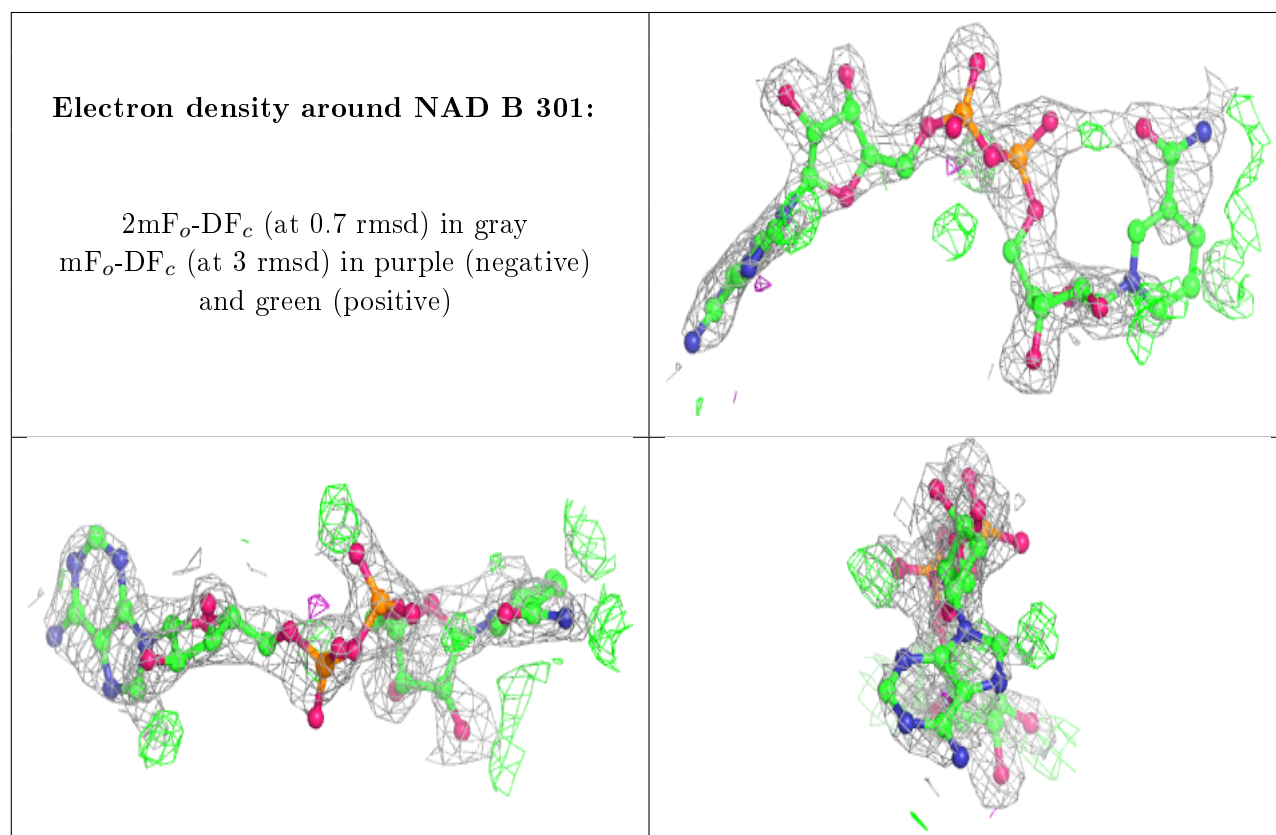 Electron density around NAD B 301:
2mFo-DFc (at 0.7 rmsd) in gray
mFo-DFc (at 3 rmsd) in purple (negative)
and green (positive)